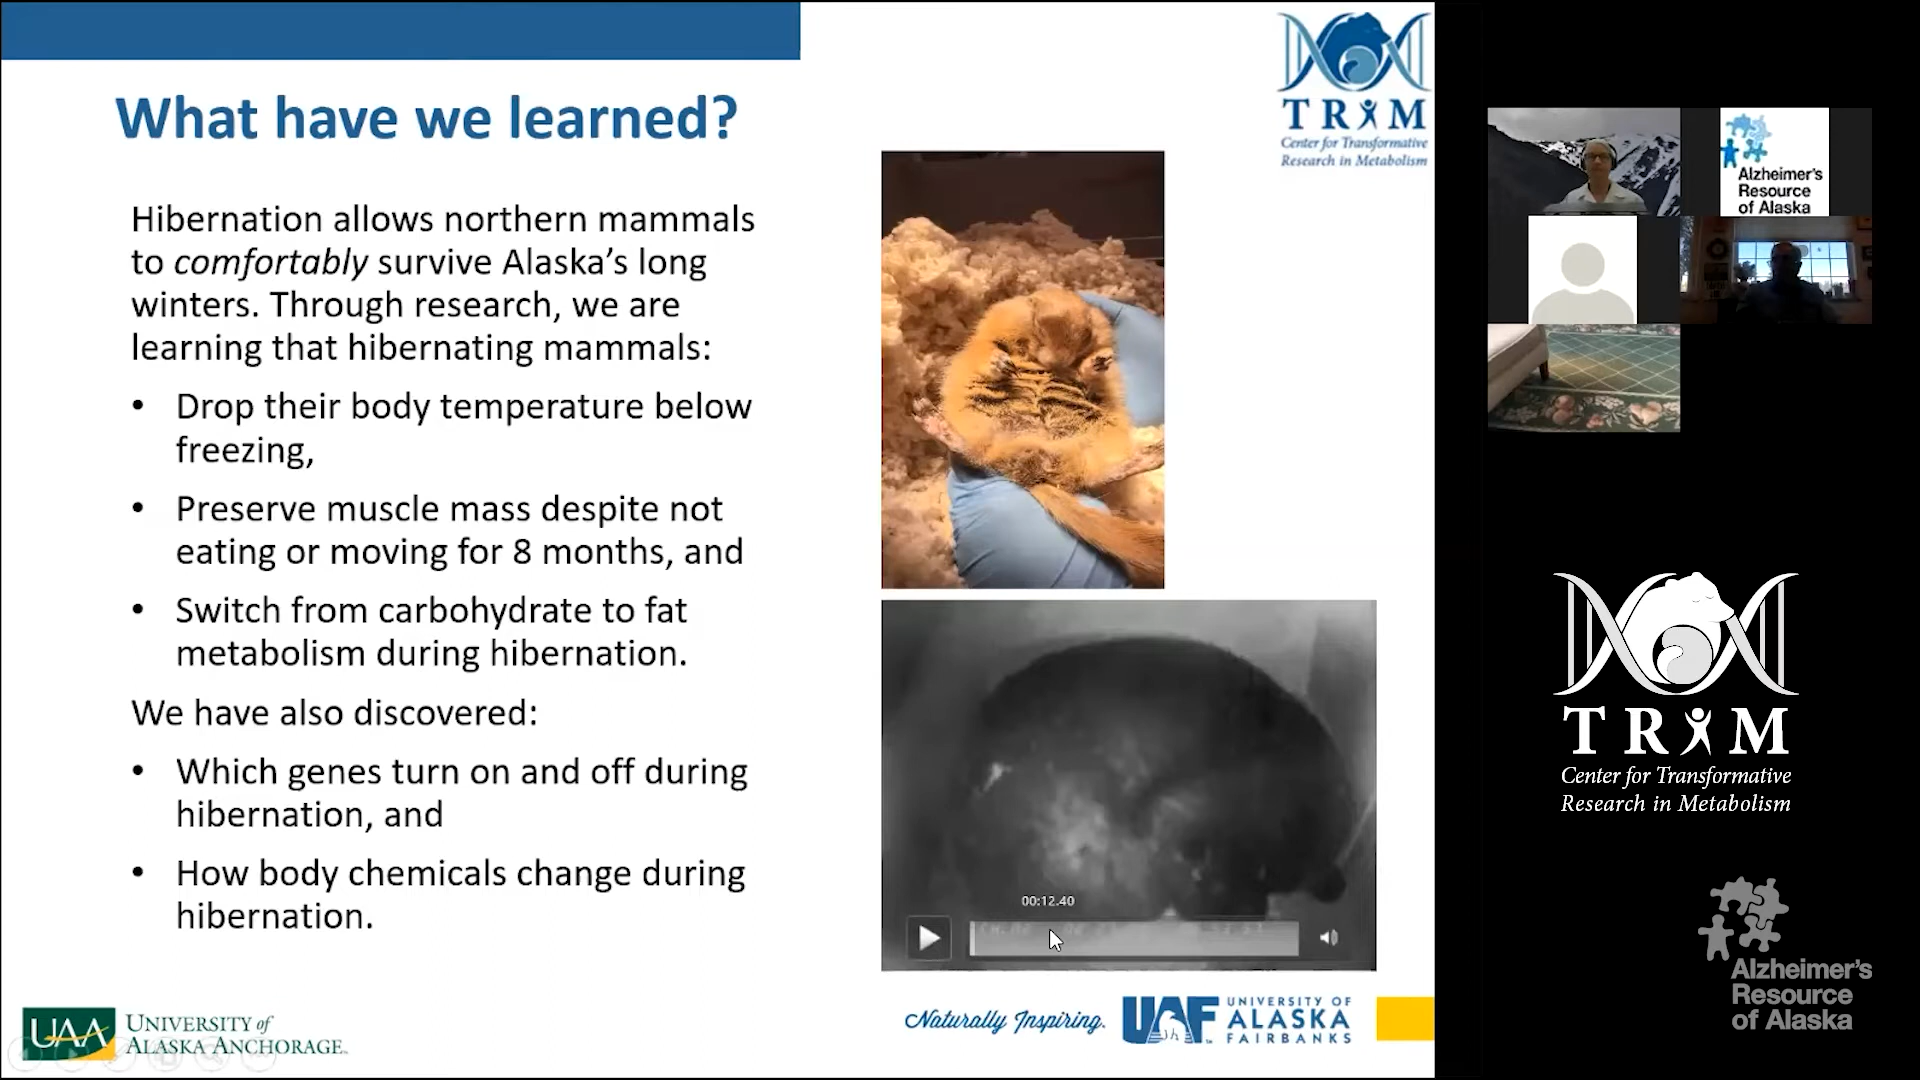 What have we learned?
Hibernation allows northern mammals
to comfortably survive Alaska’s long
winters. Through research, we are
learning that hibernating mammals:
• Drop their body temperature below
freezing,
• Preserve muscle mass despite not
eating or moving for 8 months, and
• Switch from carbohydrate to fat
metabolism during hibernation.
We have also discovered:
• Which genes turn on and off during
hibernation, and
• How body chemicals change during
hibernation.
TRiM
Center for Transformative
Research in Metabolism
00:12.40
UAA
UNIVERSITY of
ALASKA ANCHORAGE
Naturally Inspiring.
UAF
UNIVERSITY OF
ALASKA
FAIRBANKS
Alzheimer's
Resource
of Alaska
TRiM
Center for Transformative
Research in Metabolism
Alzheimer's
Resource
of Alaska